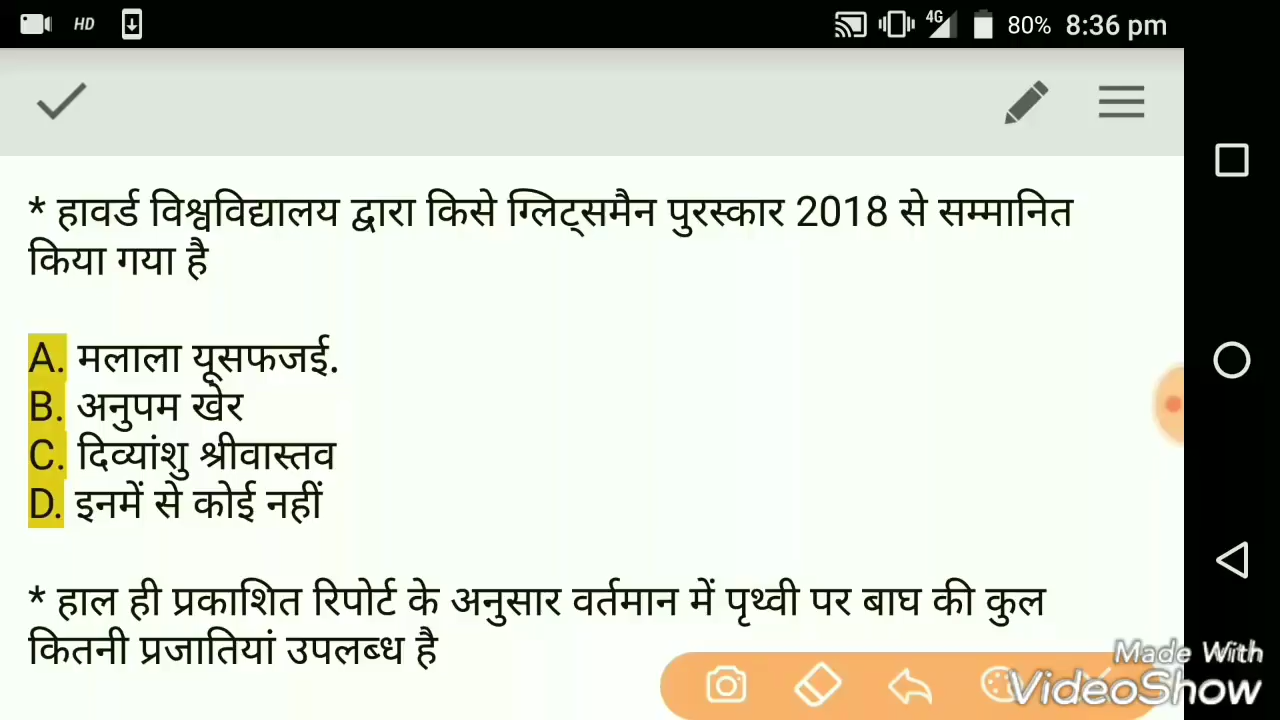 HD 4G 80% 8:36 pm
* हावर्ड विश्वविद्यालय द्वारा किसे ग्लिट्समैन पुरस्कार 2018 से सम्मानित
किया गया है
A. मलाला यूसफजई.
B. अनुपम खेर
C. दिव्यांशु श्रीवास्तव
D. इनमें से कोई नहीं
* हाल ही प्रकाशित रिपोर्ट के अनुसार वर्तमान में पृथ्वी पर बाघ की कुल
कितनी प्रजातियां उपलब्ध है
Made With
VideoShow